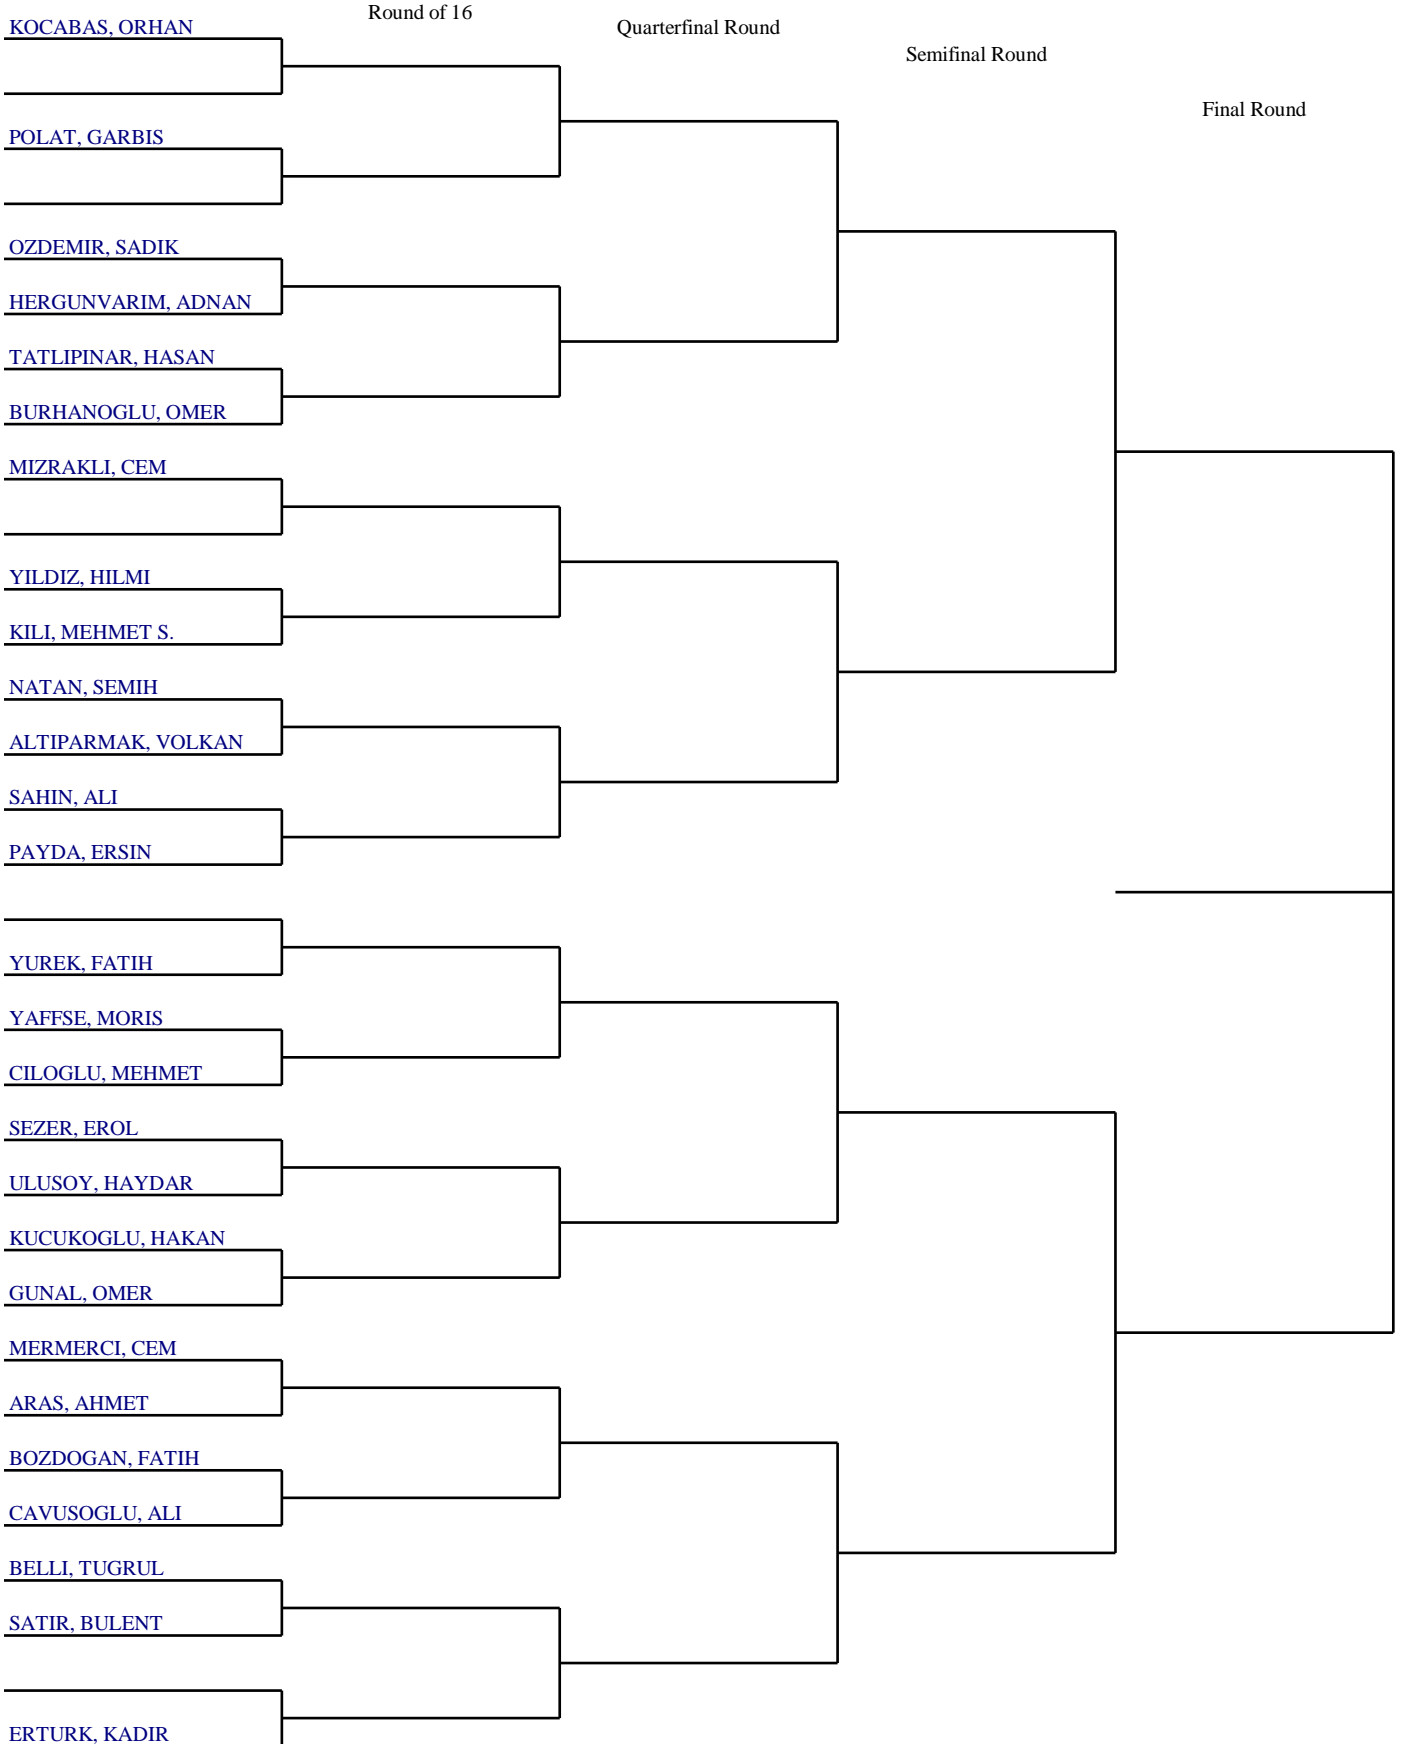 Round of 16
Quarterfinal Round
Semifinal Round
Final Round
KOCABAS, ORHAN
POLAT, GARBIS
OZDEMIR, SADIK
HERGUNVARIM, ADNAN
TATLIPINAR, HASAN
BURHANOGLU, OMER
MIZRAKLI, CEM
YILDIZ, HILMI
KILI, MEHMET S.
NATAN, SEMIH
ALTIPARMAK, VOLKAN
SAHIN, ALI
PAYDA, ERSIN
YUREK, FATIH
YAFFSE, MORIS
CILOGLU, MEHMET
SEZER, EROL
ULUSOY, HAYDAR
KUCUKOGLU, HAKAN
GUNAL, OMER
MERMERCI, CEM
ARAS, AHMET
BOZDOGAN, FATIH
CAVUSOGLU, ALI
BELLI, TUGRUL
SATIR, BULENT
ERTURK, KADIR